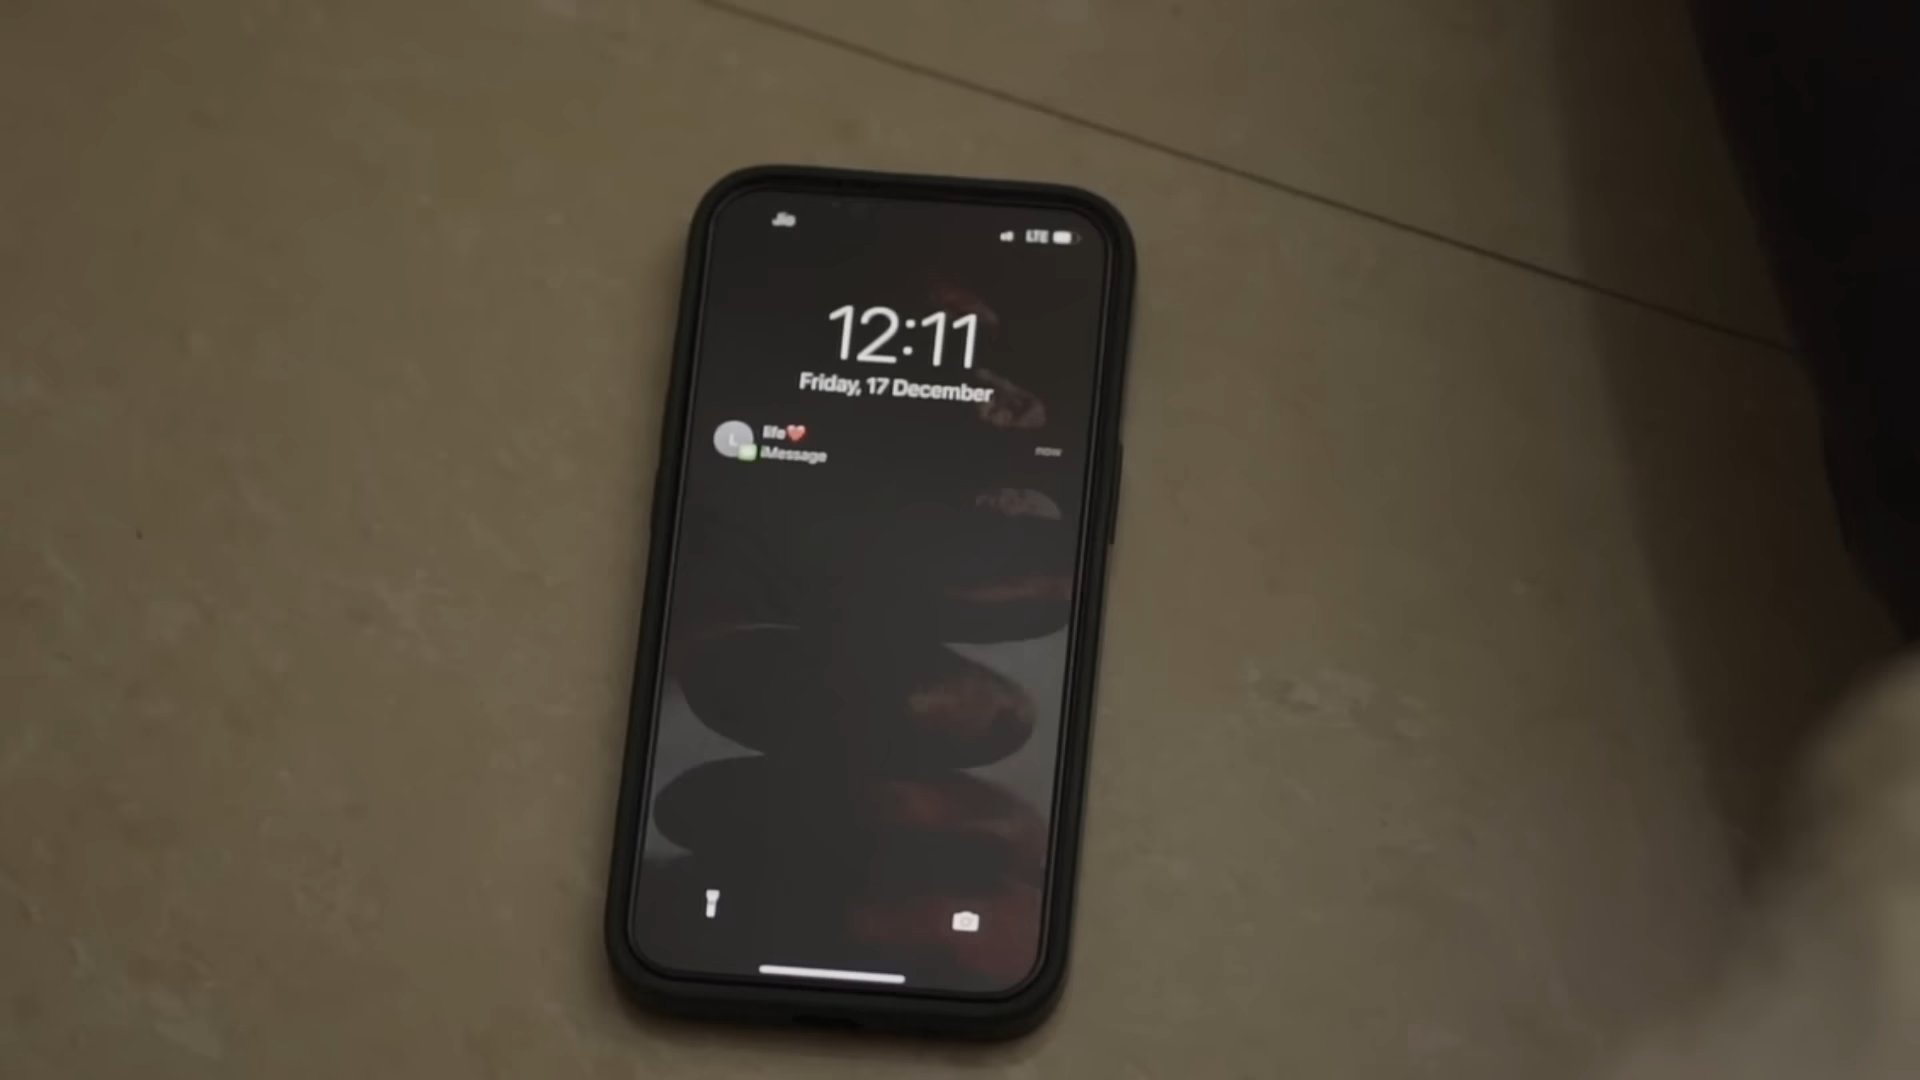 Jio
LTE
12:11
Friday, 17 December
life❤️
iMessage
now
L